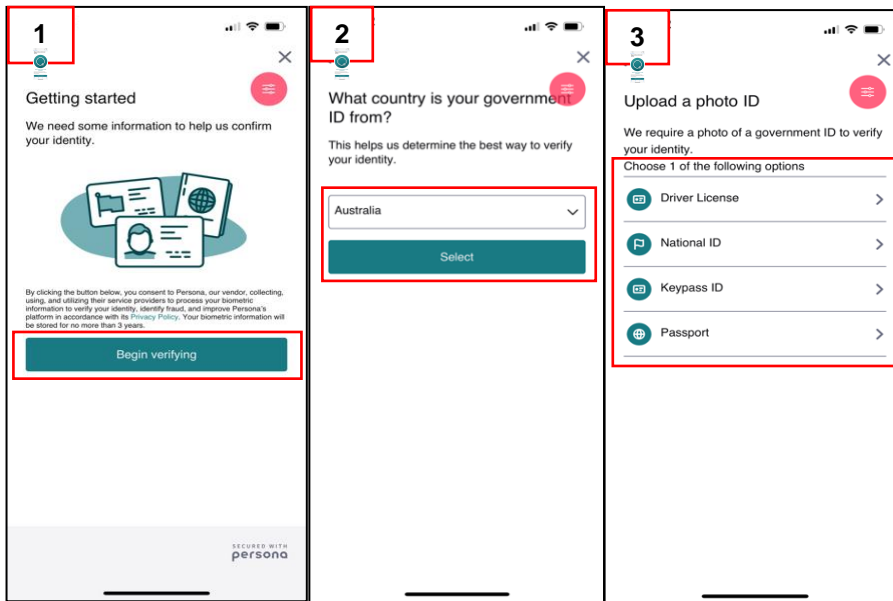 1
Getting started
We need some information to help us confirm
your identity.
By clicking the button below, you consent to Persona, our vendor, collecting,
using, and utilizing their service providers to process your biometric
information to verify your identity, identify fraud, and improve Persona's
platform in accordance with its Privacy Policy. Your biometric information will
be stored for no more than 3 years.
Begin verifying
SECURED WITH
persona
2
What country is your government
ID from?
This helps us determine the best way to verify
your identity.
Australia
Select
3
Upload a photo ID
We require a photo of a government ID to verify
your identity.
Choose 1 of the following options
Driver License
National ID
Keypass ID
Passport